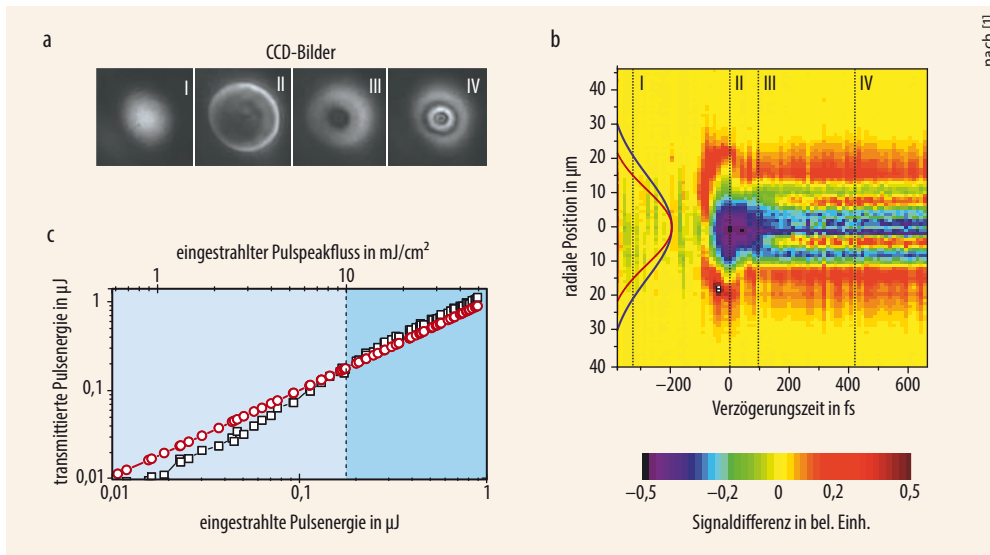 nach [1]
a
CCD-Bilder
I II III IV
b
I II III IV
40
30
20
10
0
10
20
30
40
radiale Position in µm
−200 0 200 400 600
Verzögerungszeit in fs
−0,5 −0,2 0 0,2 0,5
Signaldifferenz in bel. Einh.
c
eingestrahlter Pulspeakfluss in mJ/cm²
1 10
transmittierte Pulsenergie in µJ
1
0,1
0,01
0,01 0,1 1
eingestrahlte Pulsenergie in µJ